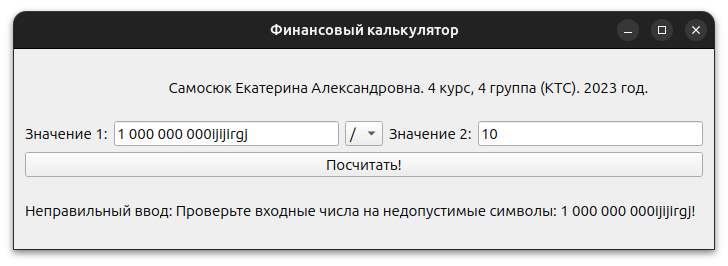 Финансовый калькулятор
Самосюк Екатерина Александровна. 4 курс, 4 группа (КТС). 2023 год.
Значение 1: 1 000 000 000ijijirgj / Значение 2: 10
Посчитать!
Неправильный ввод: Проверьте входные числа на недопустимые символы: 1 000 000 000ijijirgj!